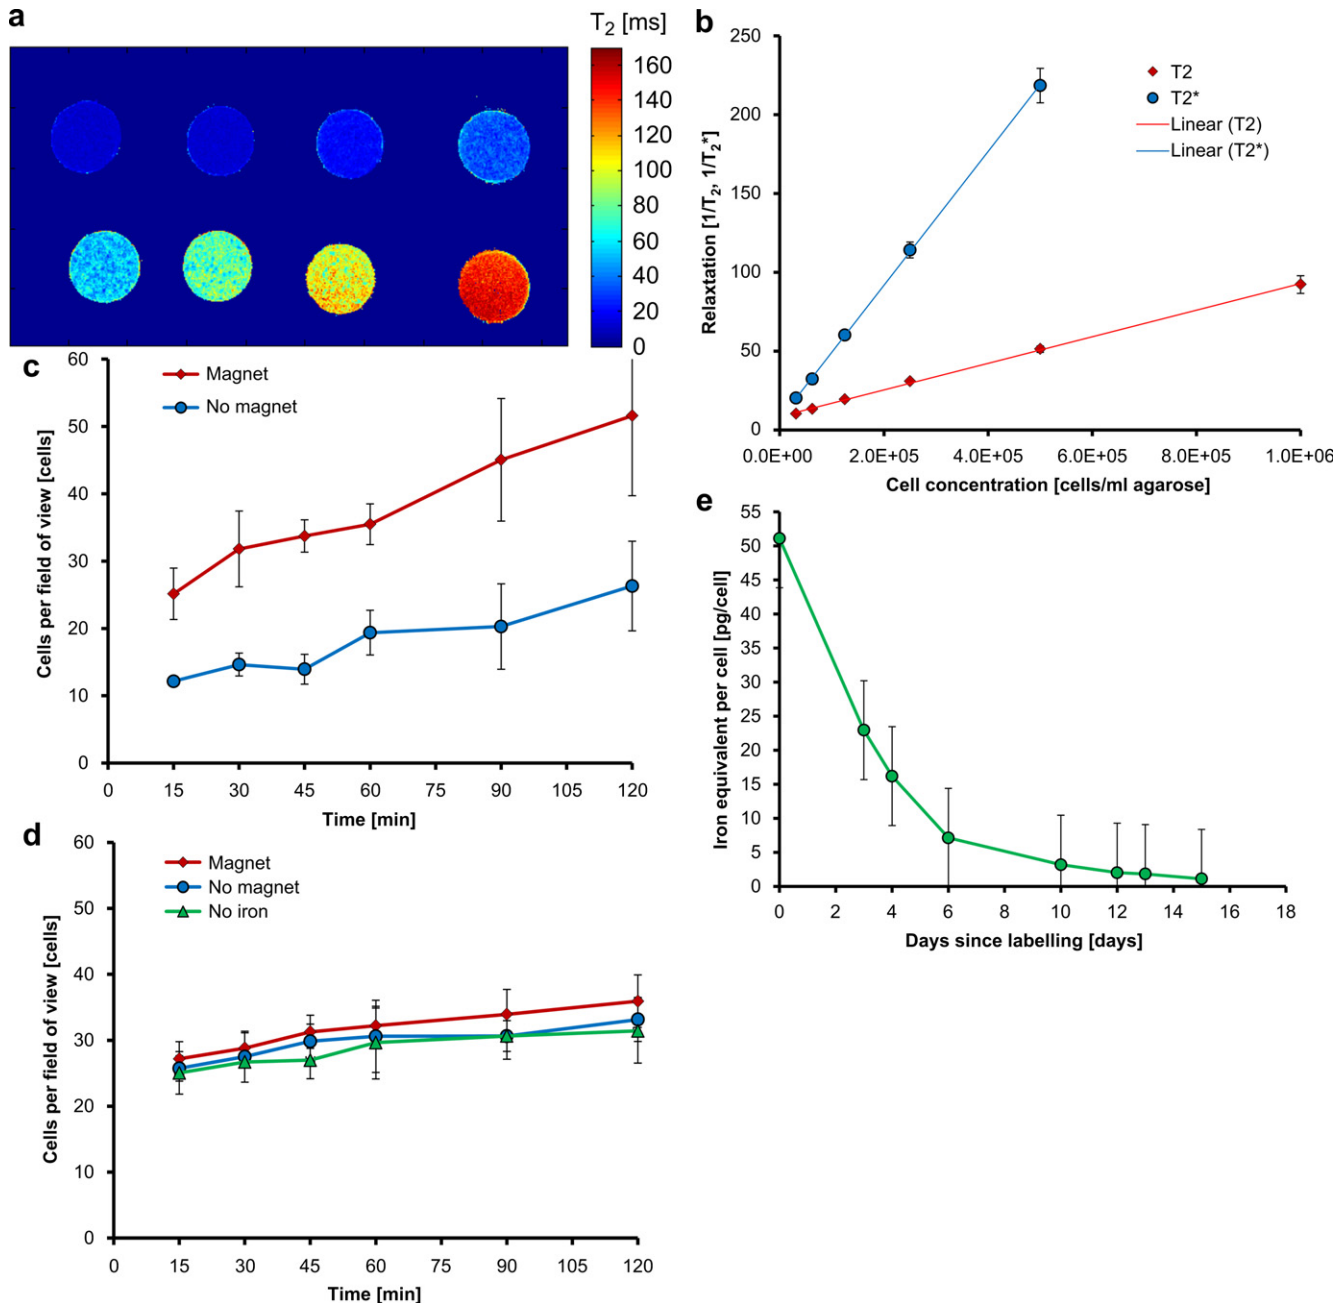 a
T2 [ms]
160
140
120
100
80
60
40
20
0
b
250
200
150
100
50
0
Relaxtation [1/T2, 1/T2*]
T2
T2*
Linear (T2)
Linear (T2*)
0.0E+00 2.0E+05 4.0E+05 6.0E+05 8.0E+05 1.0E+06
Cell concentration [cells/ml agarose]
c
60
50
40
30
20
10
0
Cells per field of view [cells]
Magnet
No magnet
0 15 30 45 60 75 90 105 120
Time [min]
d
60
50
40
30
20
10
0
Cells per field of view [cells]
Magnet
No magnet
No iron
0 15 30 45 60 75 90 105 120
Time [min]
e
55
50
45
40
35
30
25
20
15
10
5
0
Iron equivalent per cell [pg/cell]
0 2 4 6 8 10 12 14 16 18
Days since labelling [days]